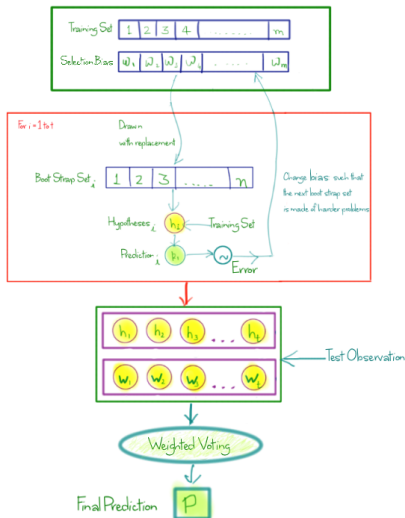 Training Set 1 2 3 4 ....... m
Selection Bias w₁ w₁ w₂ w₄ ..... wₘ
For i = 1 to t
Drawn
with replacement
Boot Strap Set i 1 2 3 ..... n
Change bias such that
the next boot strap set
is made of harder problems
Hypotheses i hᵢ Training Set
Prediction i pᵢ ~
Error
h₁ h₂ h₃ ... hₜ
w₁ w₂ w₃ ... wₜ
Test Observation
Weighted Voting
Final Prediction P